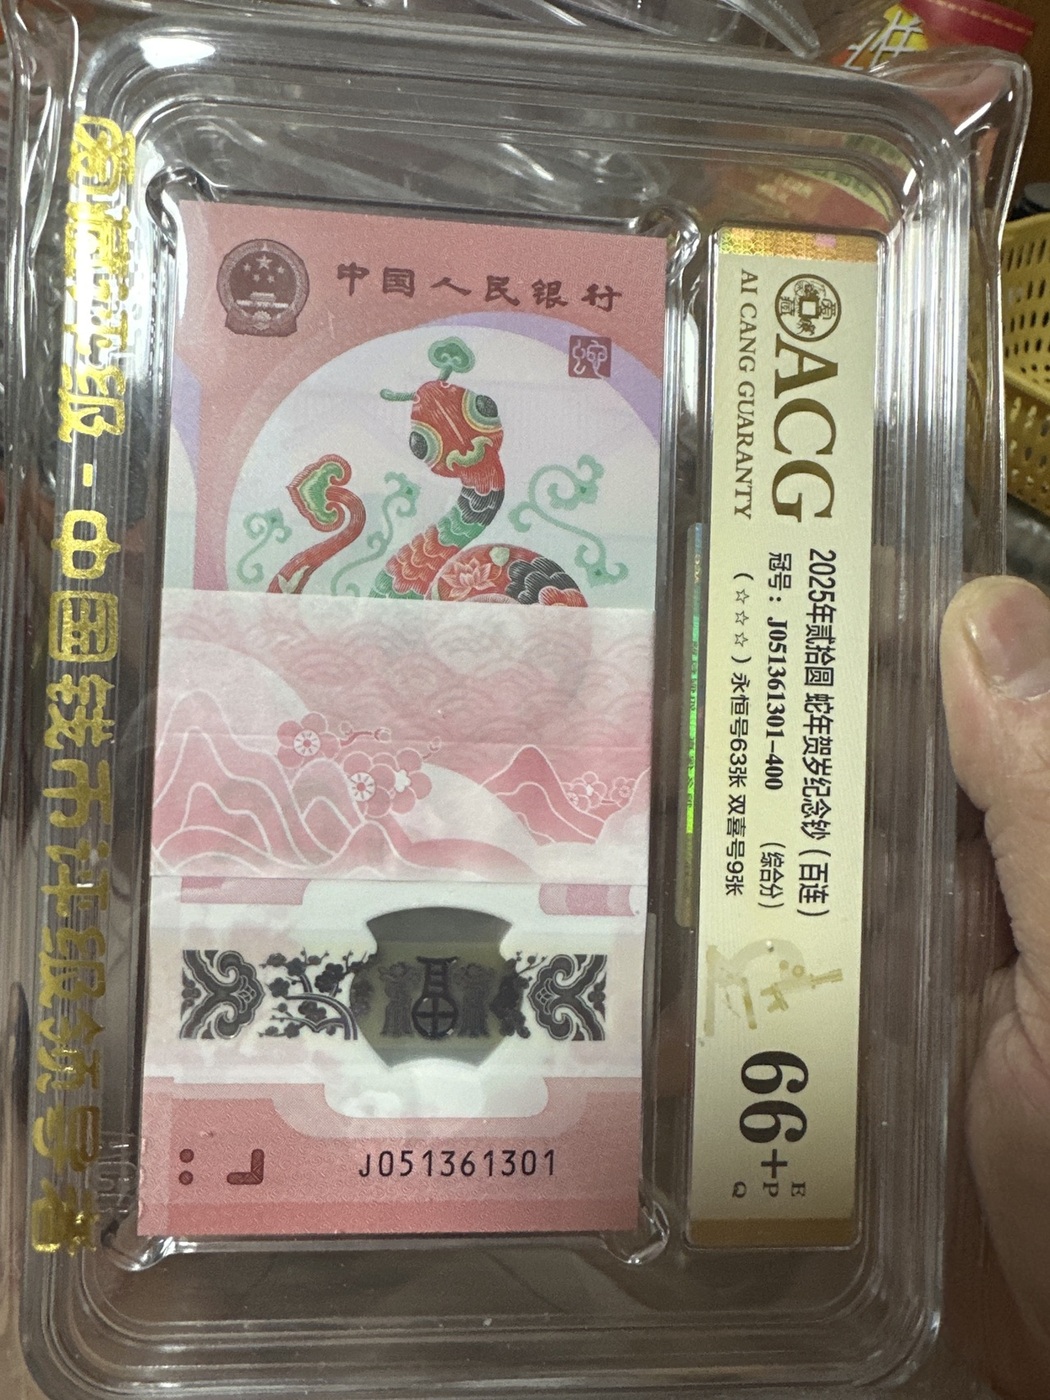 爱藏评级-中国钱币评级领导者
中国人民银行
J051361301
爱藏
ACG
AI CANG GUARANTY
2025年贰拾圆 蛇年贺岁纪念钞(百连)
冠号：J051361301-400 (综合分)
(☆☆☆)永恒号63张 双喜号9张
66+
E
P
Q